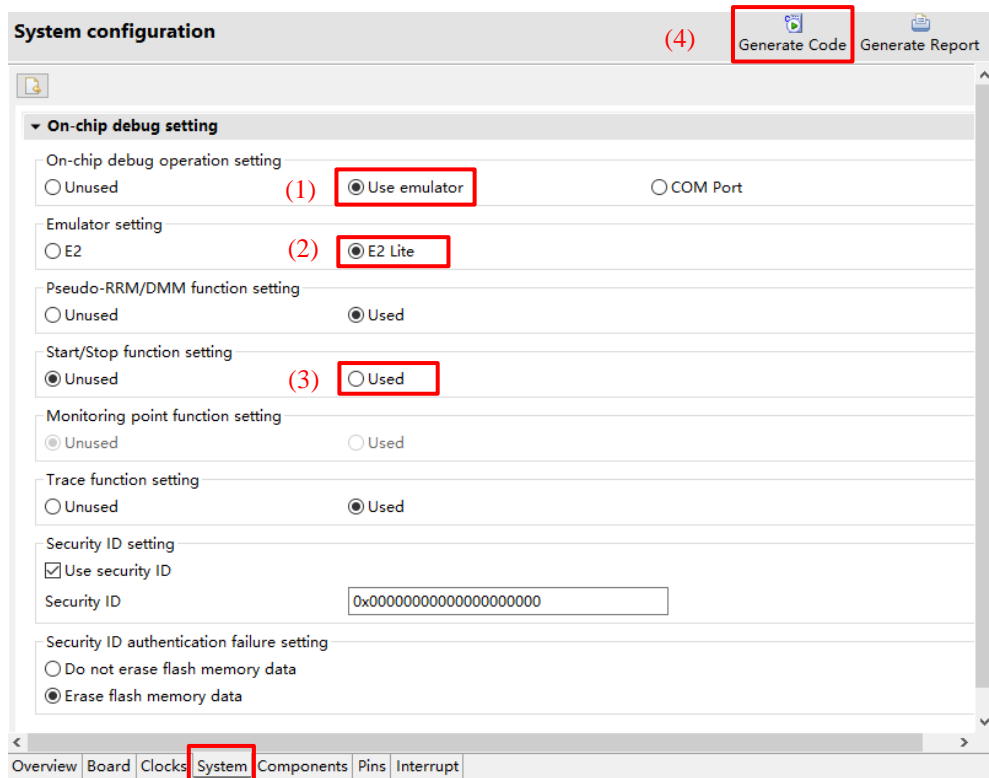 System configuration
(4)
Generate Code Generate Report
On-chip debug setting
On-chip debug operation setting
Unused (1) Use emulator COM Port
Emulator setting
E2 (2) E2 Lite
Pseudo-RRM/DMM function setting
Unused Used
Start/Stop function setting
Unused (3) Used
Monitoring point function setting
Unused Used
Trace function setting
Unused Used
Security ID setting
Use security ID
Security ID 0x00000000000000000000
Security ID authentication failure setting
Do not erase flash memory data
Erase flash memory data
Overview Board Clocks System Components Pins Interrupt